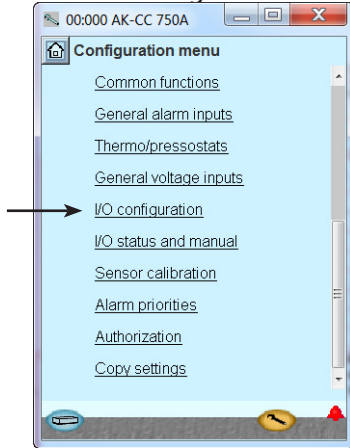 00:000 AK-CC 750A
Configuration menu
Common functions
General alarm inputs
Thermo/pressostats
General voltage inputs
I/O configuration
I/O status and manual
Sensor calibration
Alarm priorities
Authorization
Copy settings